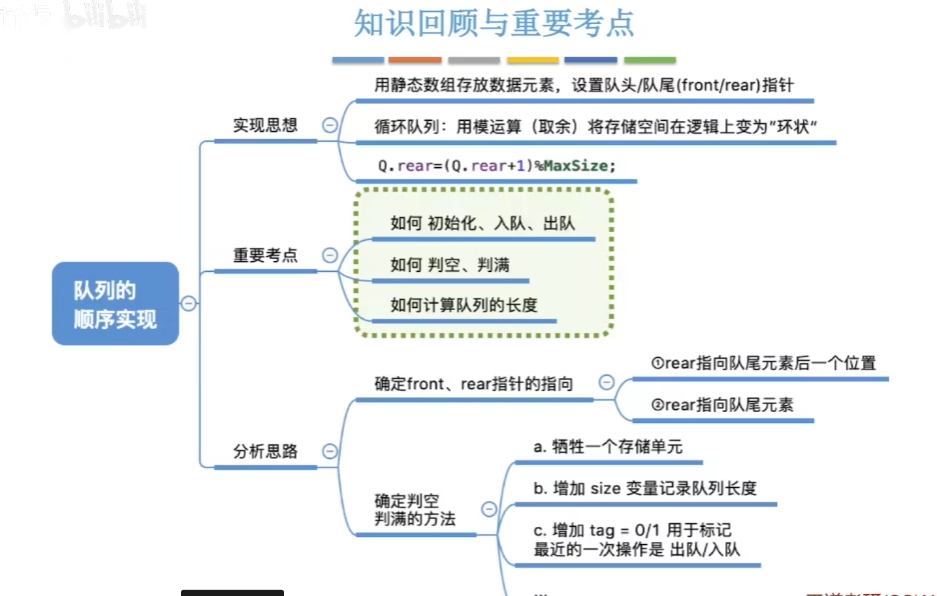 bilibili
知识回顾与重要考点
用静态数组存放数据元素，设置队头/队尾(front/rear)指针
实现思想
循环队列：用模运算（取余）将存储空间在逻辑上变为"环状"
Q.rear=(Q.rear+1)%MaxSize;
如何 初始化、入队、出队
重要考点
如何 判空、判满
如何计算队列的长度
队列的
顺序实现
确定front、rear指针的指向
①rear指向队尾元素后一个位置
②rear指向队尾元素
分析思路
确定判空
判满的方法
a. 牺牲一个存储单元
b. 增加 size 变量记录队列长度
c. 增加 tag = 0/1 用于标记
最近的一次操作是 出队/入队